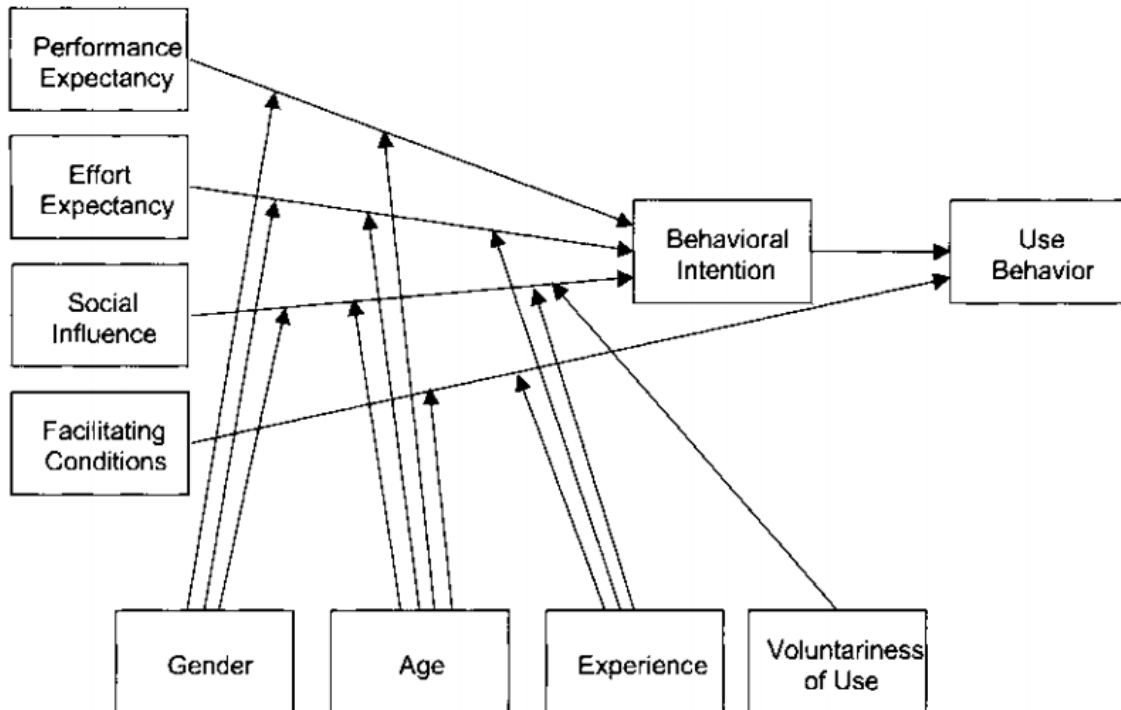 Performance
Expectancy
Effort
Expectancy
Social
Influence
Facilitating
Conditions
Behavioral
Intention
Use
Behavior
Gender
Age
Experience
Voluntariness
of Use